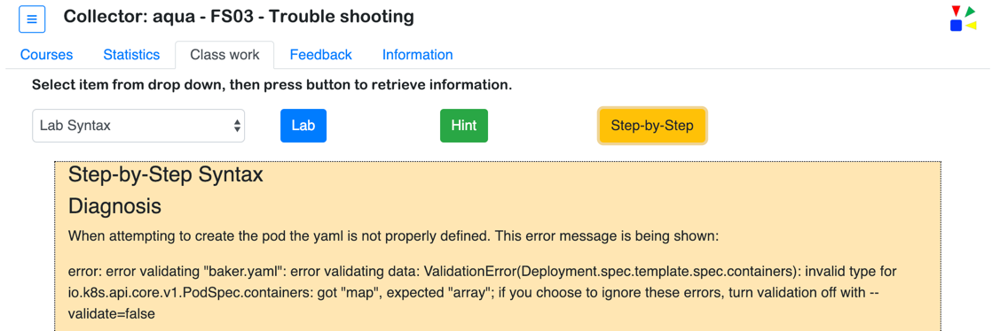 Collector: aqua - FS03 - Trouble shooting
Courses Statistics Class work Feedback Information
Select item from drop down, then press button to retrieve information.
Lab Syntax Lab Hint Step-by-Step
Step-by-Step Syntax
Diagnosis
When attempting to create the pod the yaml is not properly defined. This error message is being shown:
error: error validating "baker.yaml": error validating data: ValidationError(Deployment.spec.template.spec.containers): invalid type for
io.k8s.api.core.v1.PodSpec.containers: got "map", expected "array"; if you choose to ignore these errors, turn validation off with --
validate=false